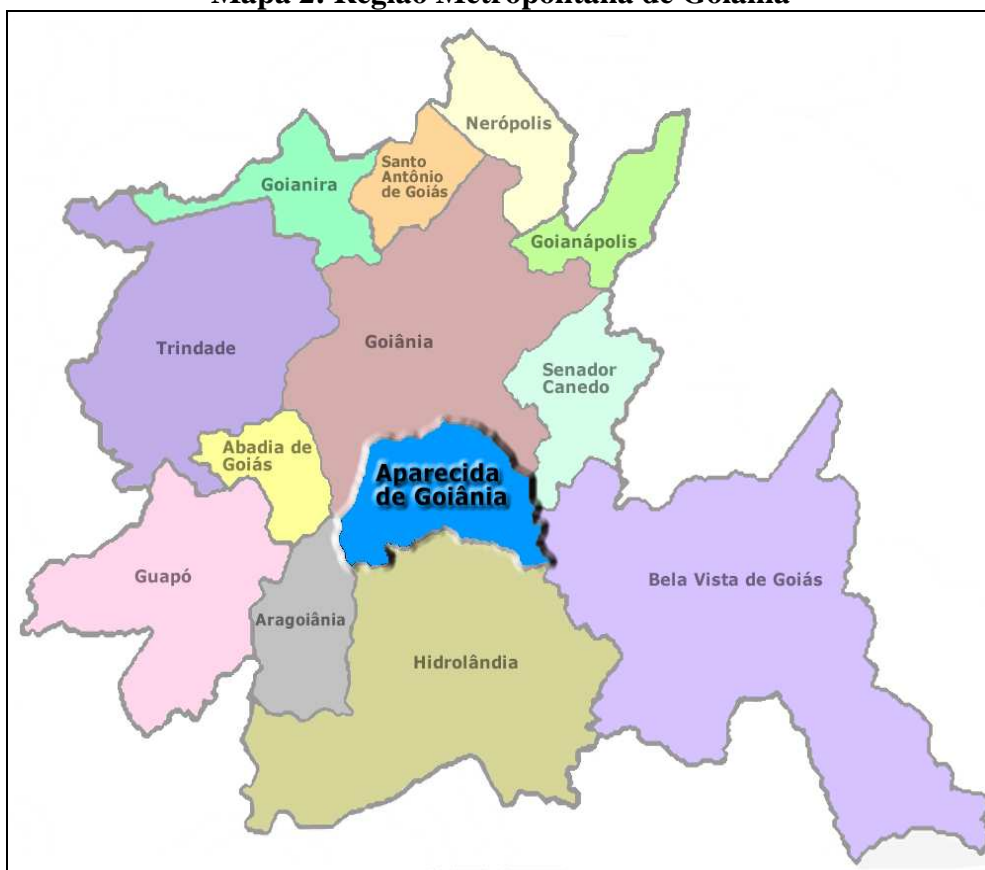 Mapa 2: Região Metropolitana de Goiânia
Nerópolis
Santo
Antônio
de Goiás
Goianira
Goianápolis
Trindade
Goiânia
Senador
Canedo
Abadia de
Goiás
Aparecida
de Goiânia
Guapó
Bela Vista de Goiás
Aragoiânia
Hidrolândia